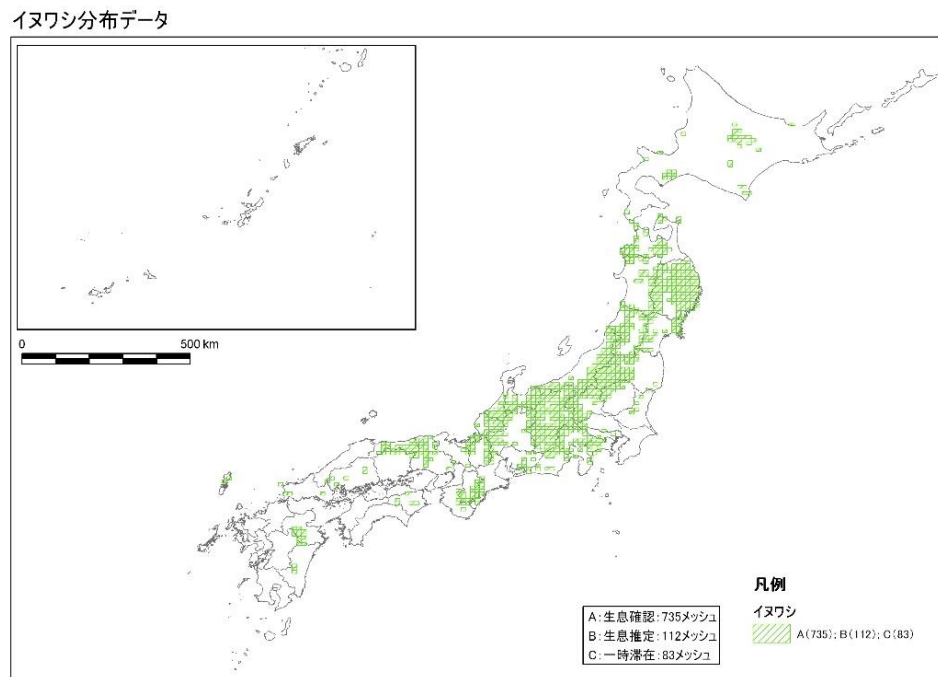 イヌワシ分布データ
0
500 km
凡例
イヌワシ
A(735); B(112); C(83)
A:生息確認:735メッシュ
B:生息推定:112メッシュ
C:一時滞在:83メッシュ